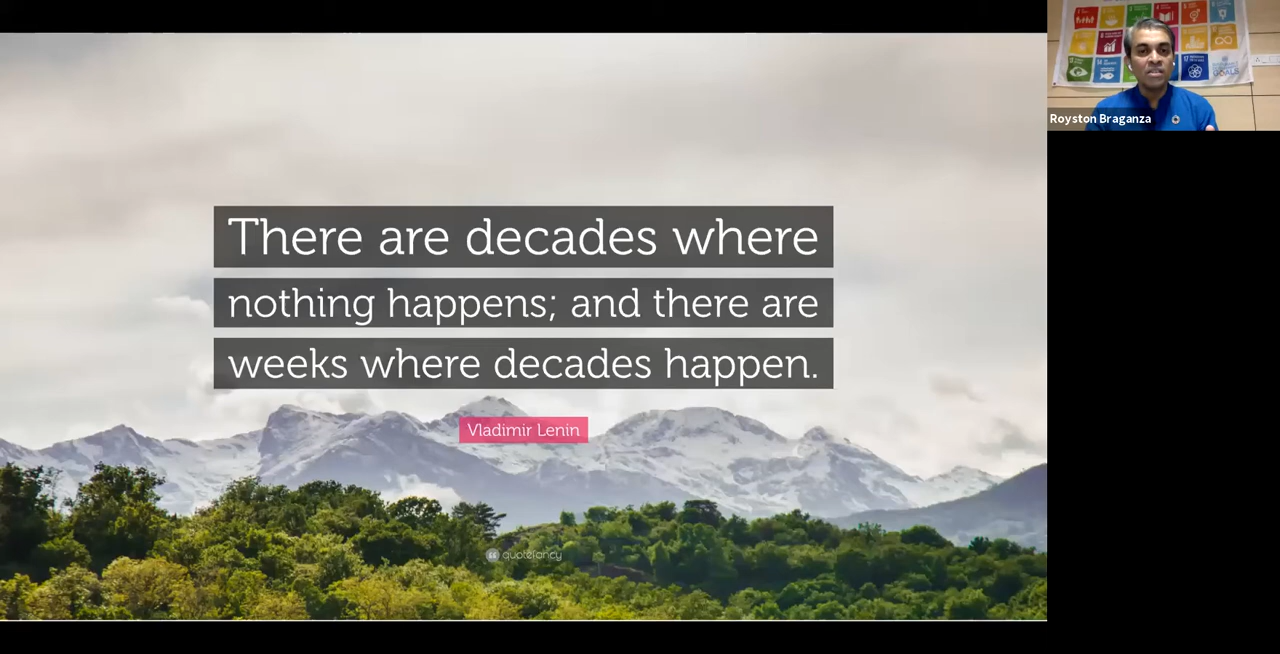 There are decades where
nothing happens; and there are
weeks where decades happen.
Vladimir Lenin
quotefancy
Royston Braganza